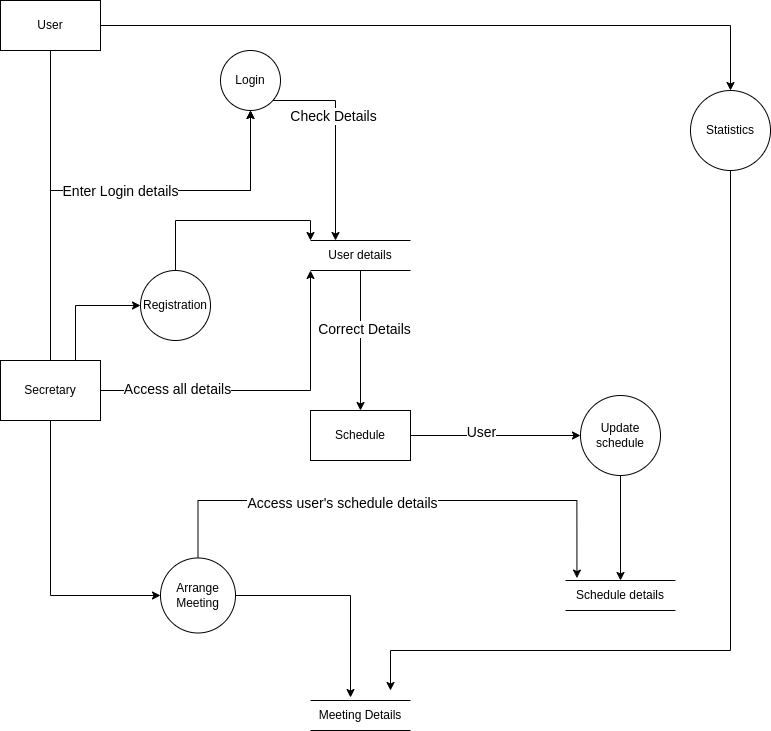 User
Login
Check Details
Statistics
Enter Login details
User details
Registration
Correct Details
Secretary
Access all details
Schedule
User
Update
schedule
Access user's schedule details
Arrange
Meeting
Schedule details
Meeting Details